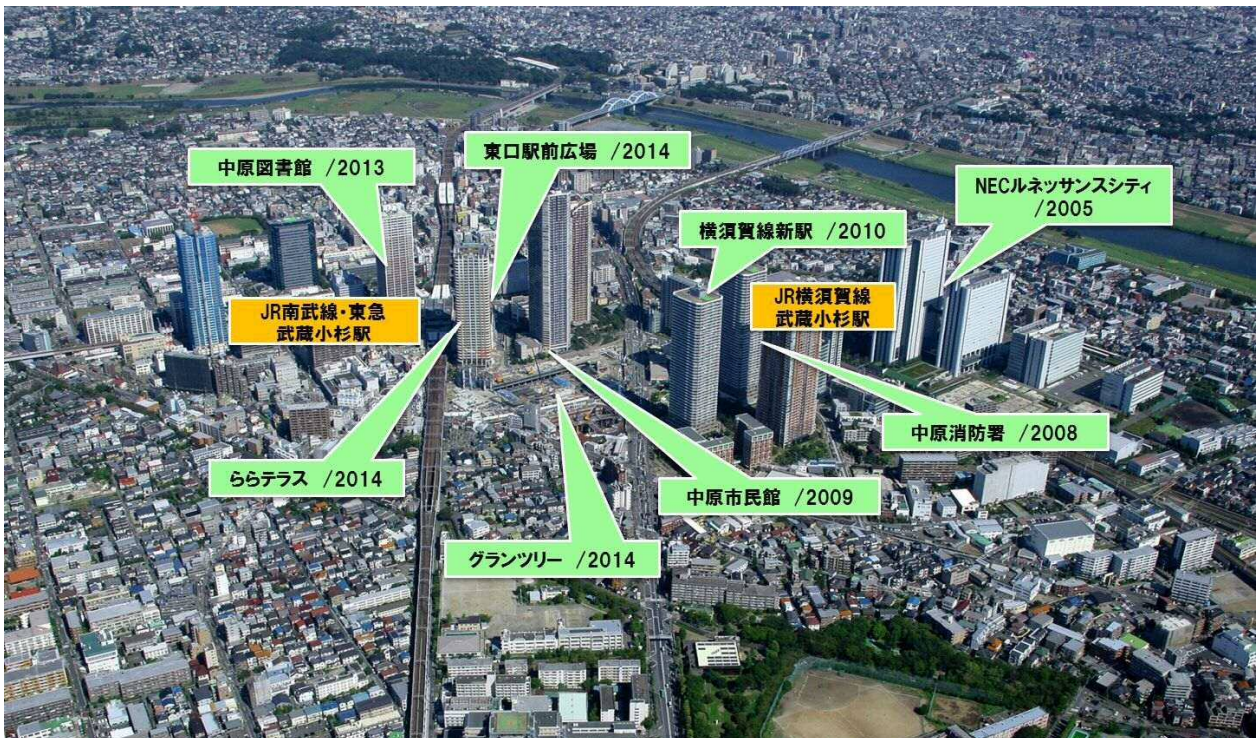 東口駅前広場 /2014
中原図書館 /2013
NECルネッサンスシティ
/2005
横須賀線新駅 /2010
JR南武線・東急
武蔵小杉駅
JR横須賀線
武蔵小杉駅
中原消防署 /2008
ららテラス /2014
中原市民館 /2009
グランツリー /2014